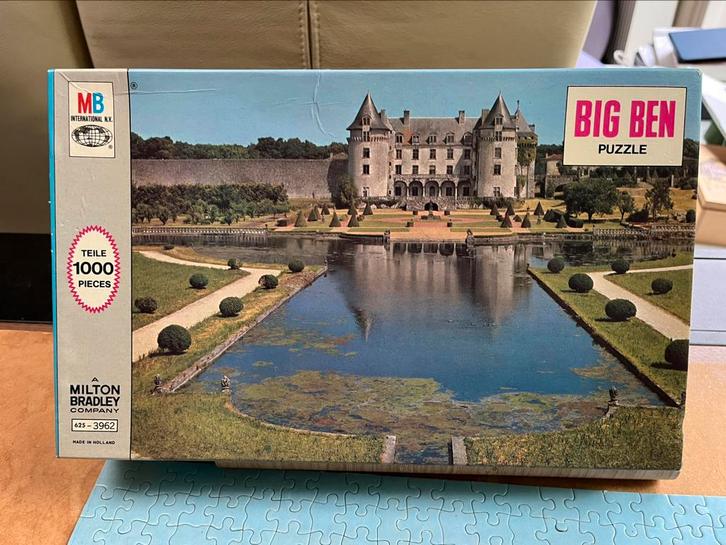 MB
INTERNATIONAL N.V.
®
BIG BEN
PUZZLE
TEILE
1000
PIECES
A
MILTON
BRADLEY
COMPANY
625 - 3962
MADE IN HOLLAND